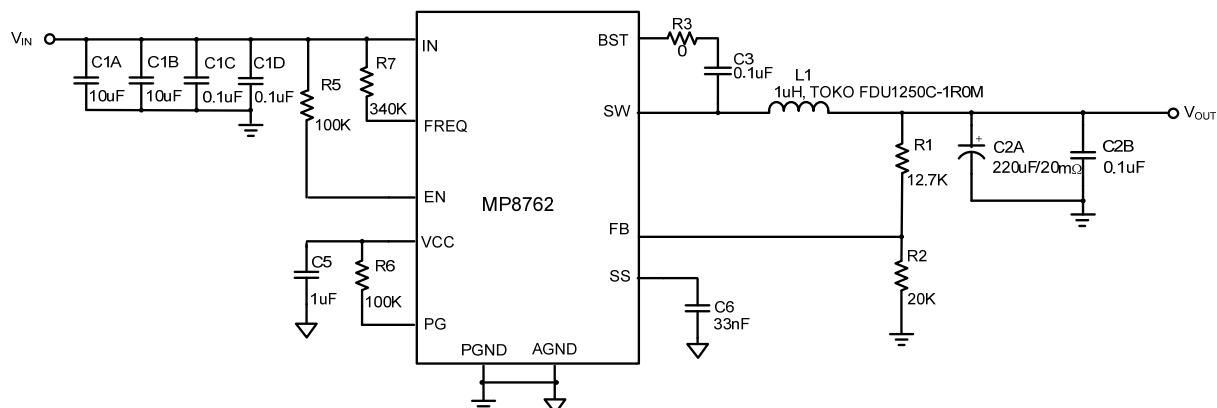 VIN
C1A
10uF
C1B
10uF
C1C
0.1uF
C1D
0.1uF
R5
100K
R7
340K
IN
FREQ
EN
VCC
PG
C5
1uF
R6
100K
MP8762
PGND
AGND
BST
SW
FB
SS
R3
0
C3
0.1uF
L1
1uH, TOKO FDU1250C-1R0M
R1
12.7K
R2
20K
C6
33nF
+
C2A
220uF/20mΩ
C2B
0.1uF
VOUT